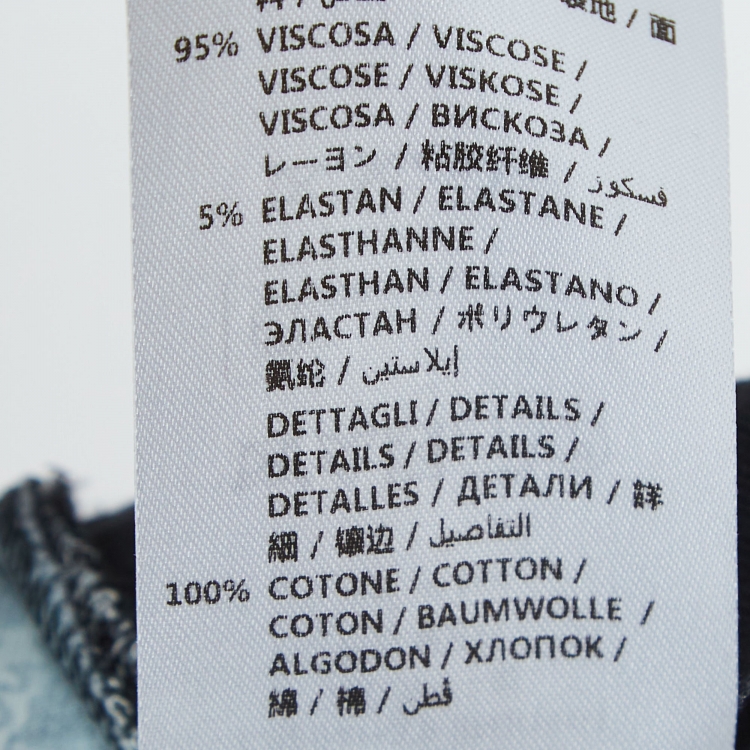 地 / 面
95% VISCOSA / VISCOSE /
VISCOSE / VISKOSE /
VISCOSA / ВИСКОЗА /
レーヨン / 粘胶纤维 / فسكوز
5% ELASTAN / ELASTANE /
ELASTHANNE /
ELASTHAN / ELASTANO /
ЭЛАСТАН / ポリウレタン /
氨纶 / إيلاستين
DETTAGLI / DETAILS /
DETAILS / DETAILS /
DETALLES / ДЕТАЛИ / 詳
細 / 镶边 / التفاصيل
100% COTONE / COTTON /
COTON / BAUMWOLLE /
ALGODON / ХЛОПОК /
綿 / 棉 / قطن